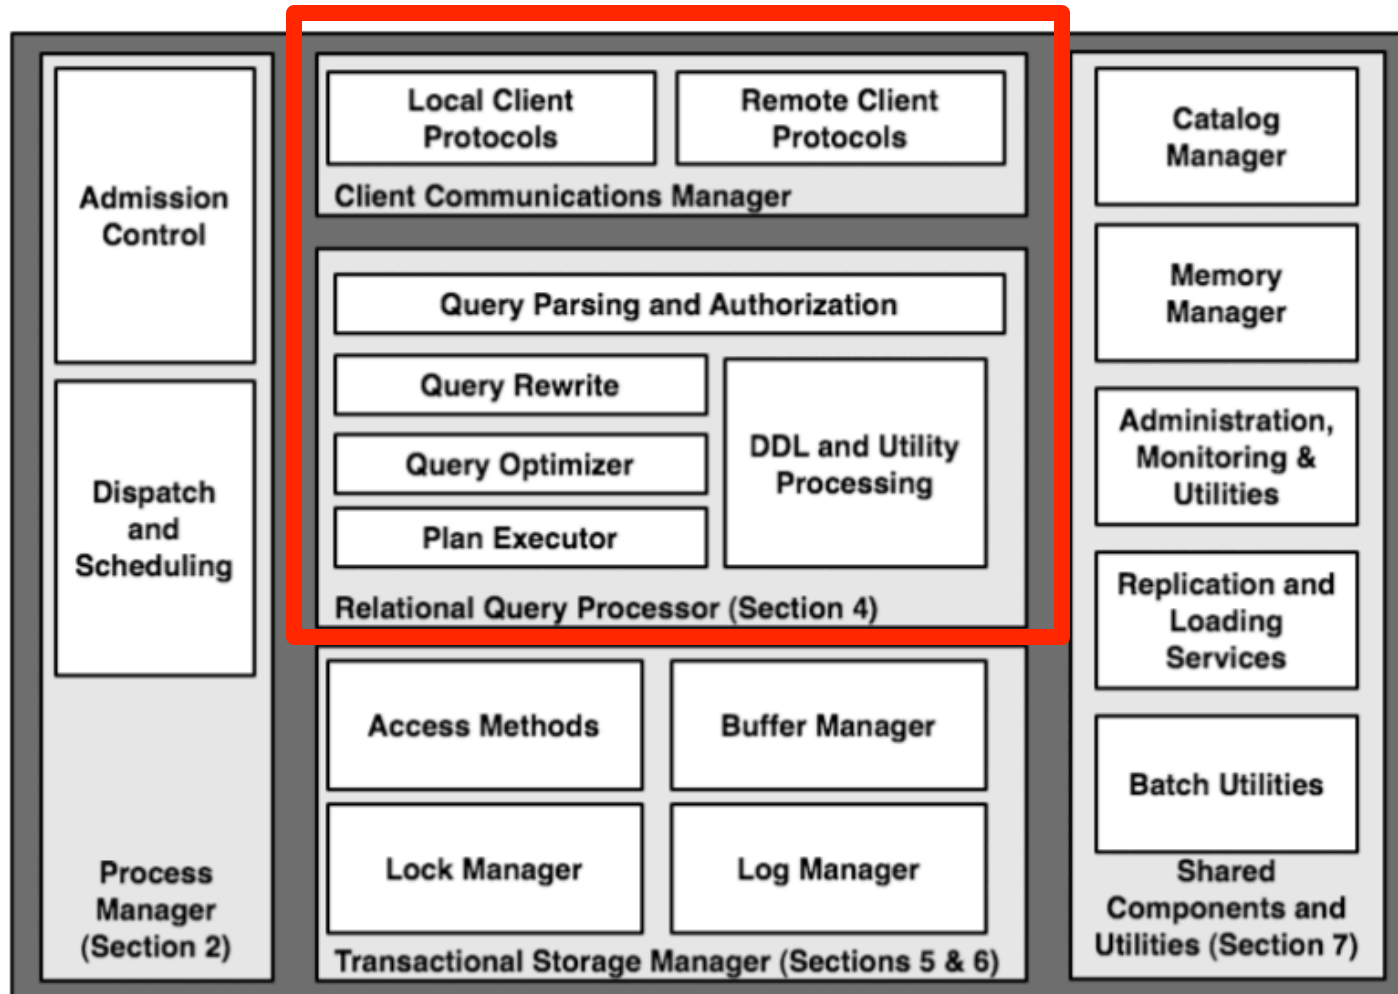 Admission
Control
Dispatch
and
Scheduling
Process
Manager
(Section 2)
Local Client
Protocols
Remote Client
Protocols
Client Communications Manager
Query Parsing and Authorization
Query Rewrite
Query Optimizer
Plan Executor
DDL and Utility
Processing
Relational Query Processor (Section 4)
Access Methods
Buffer Manager
Lock Manager
Log Manager
Transactional Storage Manager (Sections 5 & 6)
Catalog
Manager
Memory
Manager
Administration,
Monitoring &
Utilities
Replication and
Loading
Services
Batch Utilities
Shared
Components and
Utilities (Section 7)